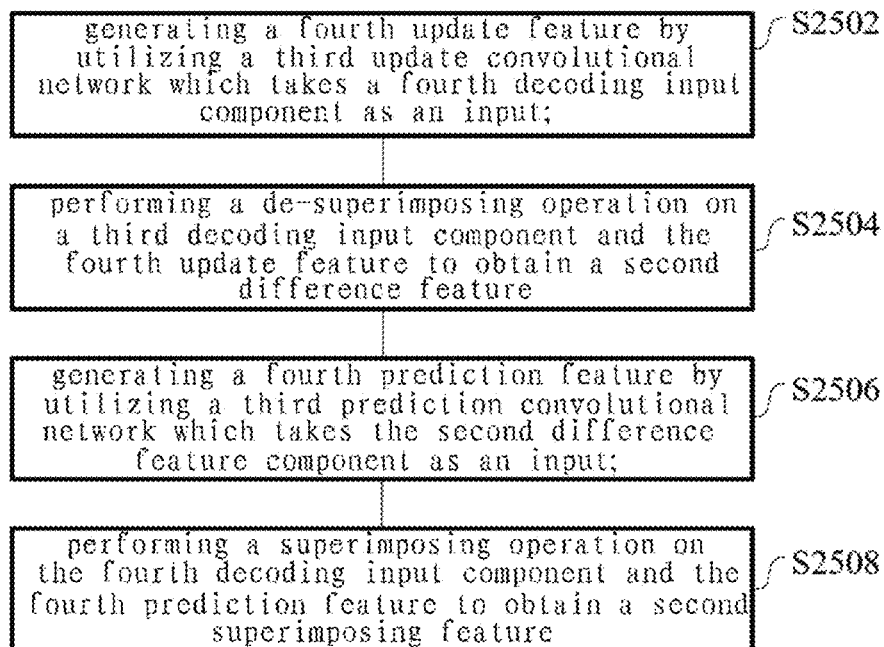 generating a fourth update feature by
utilizing a third update convolutional
network which takes a fourth decoding input
component as an input;
S2502
performing a de-superimposing operation on
a third decoding input component and the
fourth update feature to obtain a second
difference feature
S2504
generating a fourth prediction feature by
utilizing a third prediction convolutional
network which takes the second difference
feature component as an input;
S2506
performing a superimposing operation on
the fourth decoding input component and the
fourth prediction feature to obtain a second
superimposing feature
S2508